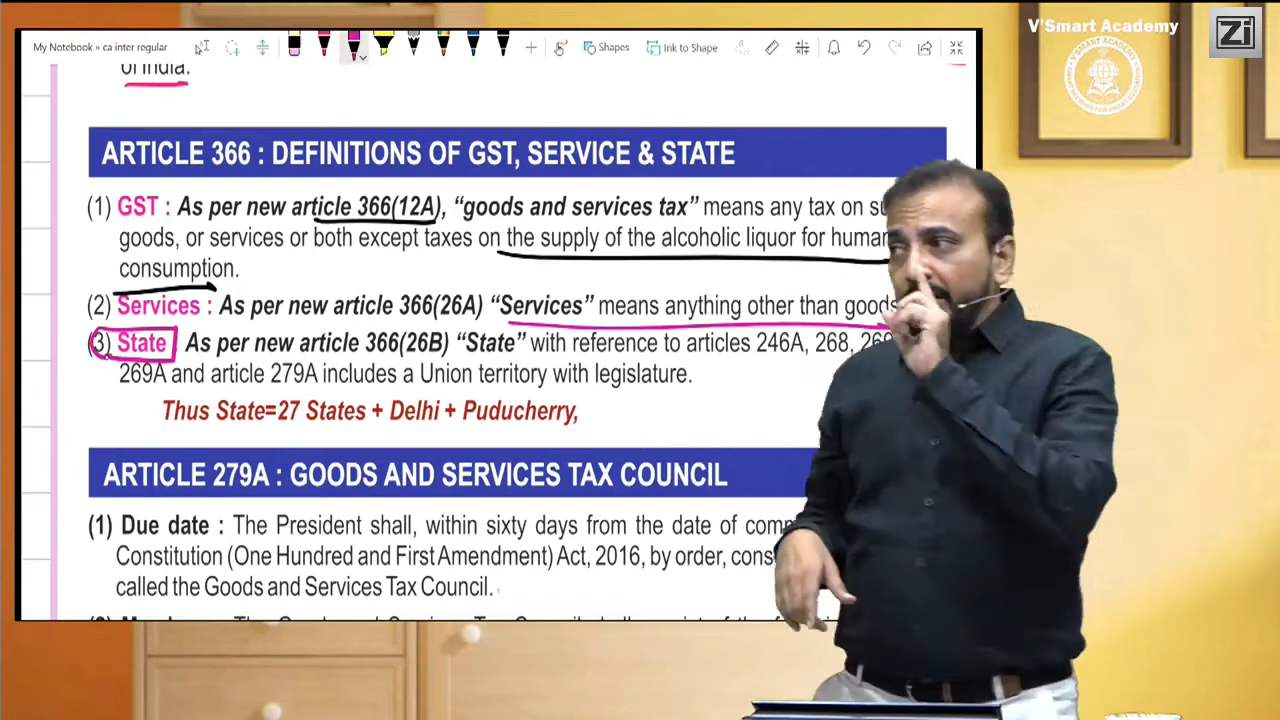 V'Smart Academy
Zi
My Notebook » ca inter regular
Shapes
Ink to Shape
of India.
ARTICLE 366 : DEFINITIONS OF GST, SERVICE & STATE
(1) GST : As per new article 366(12A), “goods and services tax” means any tax on
goods, or services or both except taxes on the supply of the alcoholic liquor for human
consumption.
(2) Services : As per new article 366(26A) “Services” means anything other than goods
(3) State As per new article 366(26B) “State” with reference to articles 246A, 268,
269A and article 279A includes a Union territory with legislature.
Thus State=27 States + Delhi + Puducherry,
ARTICLE 279A : GOODS AND SERVICES TAX COUNCIL
(1) Due date : The President shall, within sixty days from the date of
Constitution (One Hundred and First Amendment) Act, 2016, by order,
called the Goods and Services Tax Council.